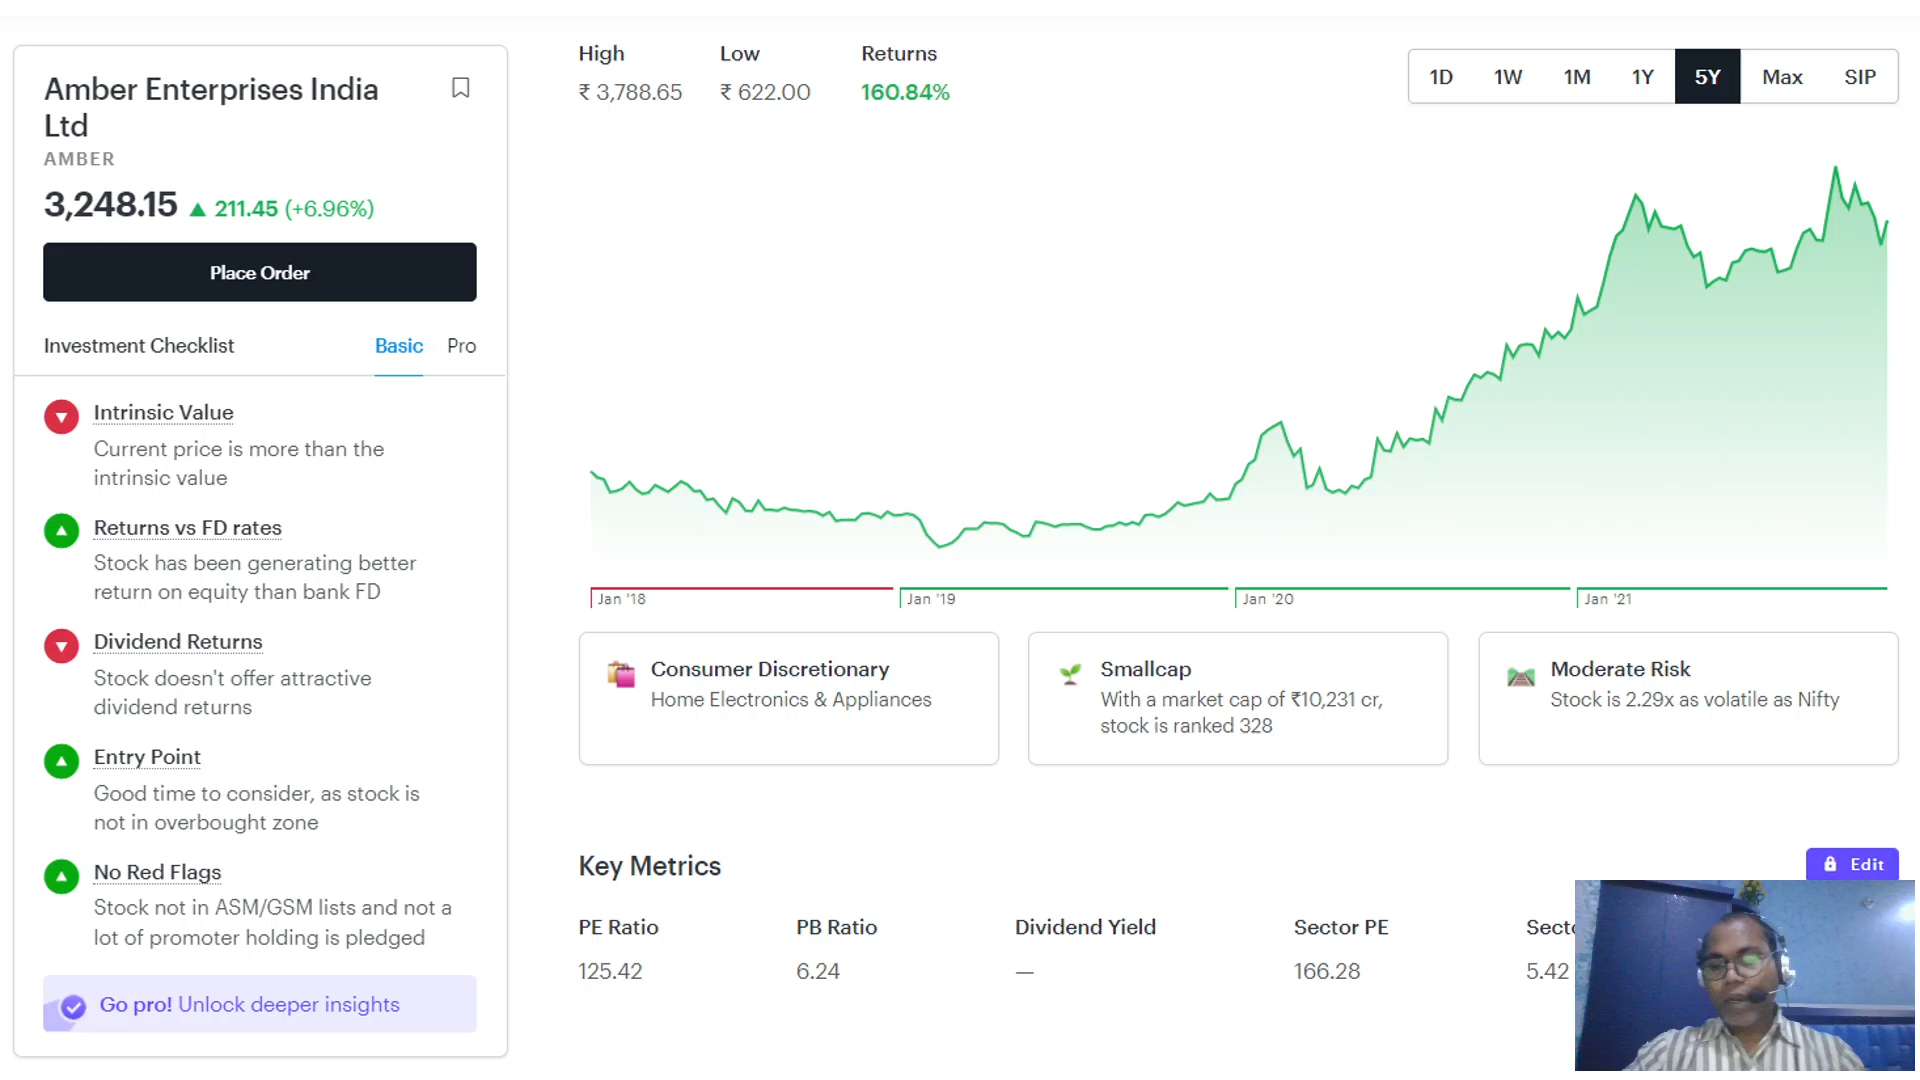 Amber Enterprises India
Ltd
AMBER
3,248.15 ▲ 211.45 (+6.96%)
Place Order
Investment Checklist Basic Pro
Intrinsic Value
Current price is more than the
intrinsic value
Returns vs FD rates
Stock has been generating better
return on equity than bank FD
Dividend Returns
Stock doesn't offer attractive
dividend returns
Entry Point
Good time to consider, as stock is
not in overbought zone
No Red Flags
Stock not in ASM/GSM lists and not a
lot of promoter holding is pledged
Go pro! Unlock deeper insights
High Low Returns
₹ 3,788.65 ₹ 622.00 160.84%
1D 1W 1M 1Y 5Y Max SIP
Jan '18 Jan '19 Jan '20 Jan '21
Consumer Discretionary
Home Electronics & Appliances
Smallcap
With a market cap of ₹10,231 cr,
stock is ranked 328
Moderate Risk
Stock is 2.29x as volatile as Nifty
Key Metrics
Edit
PE Ratio PB Ratio Dividend Yield Sector PE
125.42 6.24 — 166.28 5.42